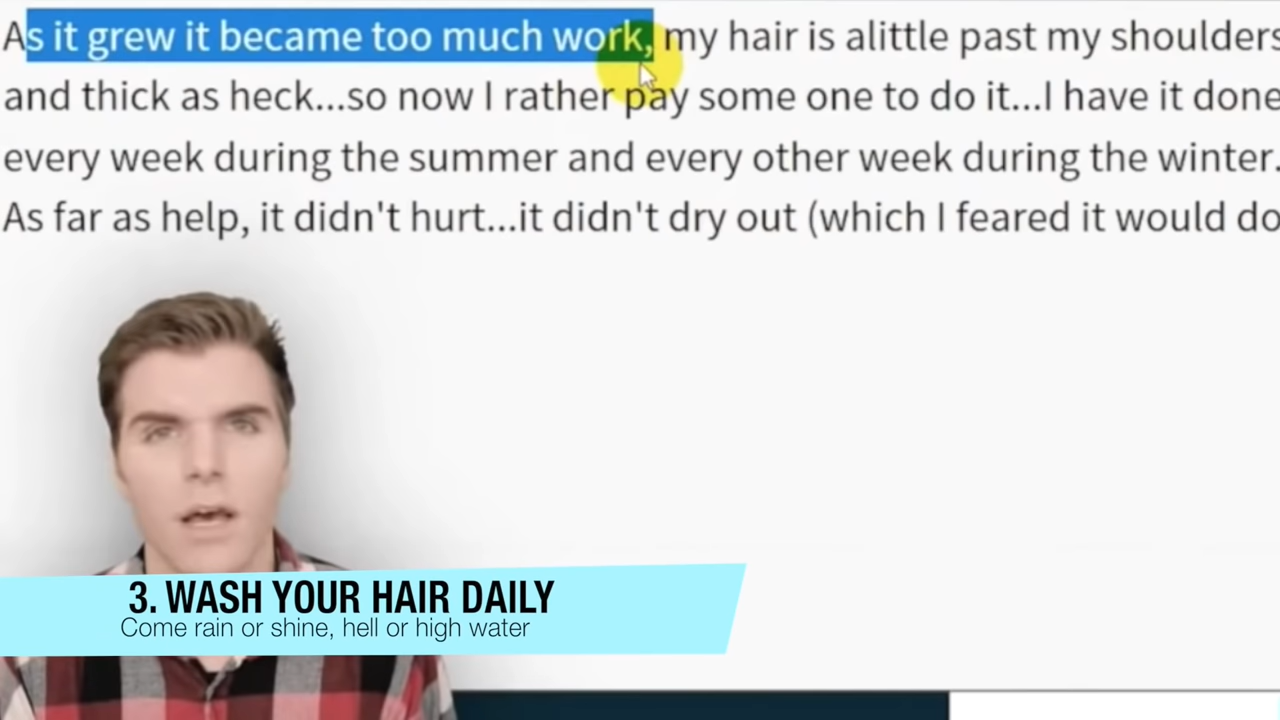 As it grew it became too much work, my hair is alittle past my shoulders
and thick as heck...so now I rather pay some one to do it...I have it done
every week during the summer and every other week during the winter.
As far as help, it didn't hurt...it didn't dry out (which I feared it would do
3. WASH YOUR HAIR DAILY
Come rain or shine, hell or high water